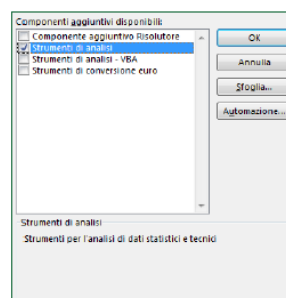 Componenti aggiuntivi disponibili:
Componente aggiuntivo Risolutore
Strumenti di analisi
Strumenti di analisi - VBA
Strumenti di conversione euro
OK
Annulla
Sfoglia...
Automazione...
Strumenti di analisi
Strumenti per l'analisi di dati statistici e tecnici